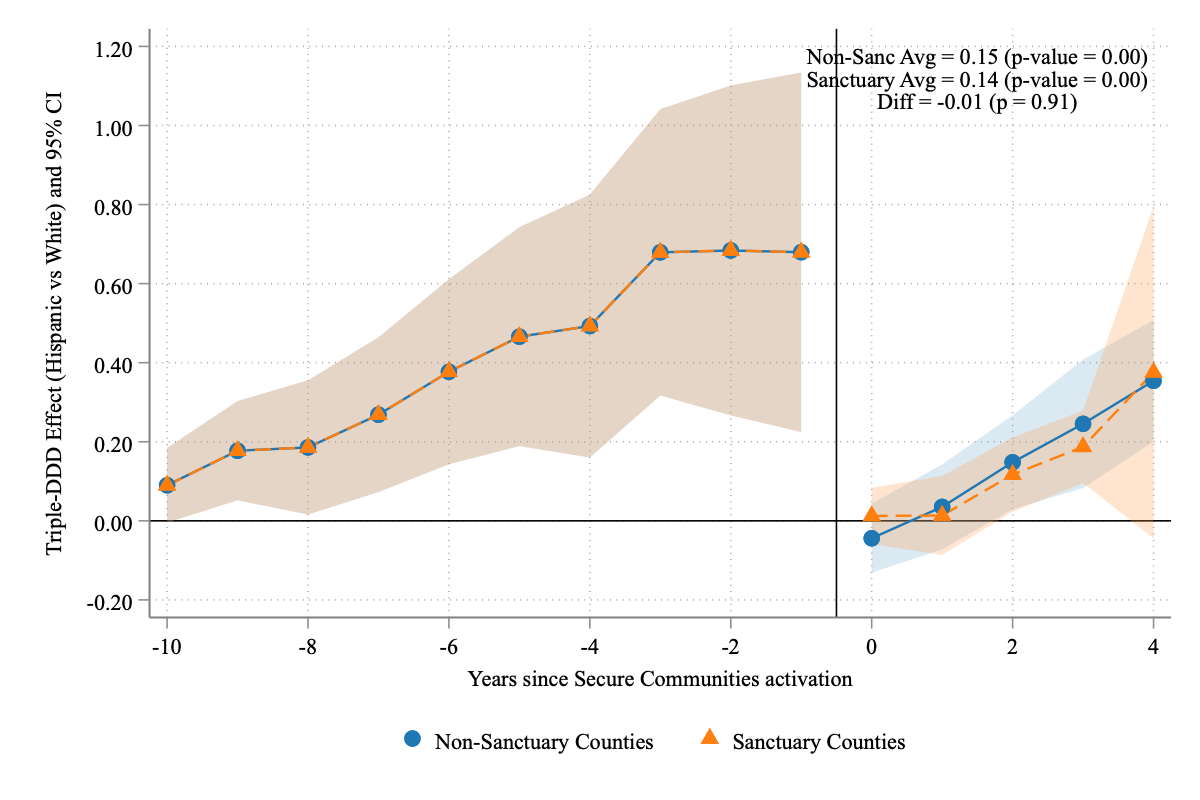 Non-Sanc Avg = 0.15 (p-value = 0.00)
Sanctuary Avg = 0.14 (p-value = 0.00)
Diff = -0.01 (p = 0.91)
Triple-DDD Effect (Hispanic vs White) and 95% CI
1.20
1.00
0.80
0.60
0.40
0.20
0.00
-0.20
-10 -8 -6 -4 -2 0 2 4
Years since Secure Communities activation
Non-Sanctuary Counties Sanctuary Counties